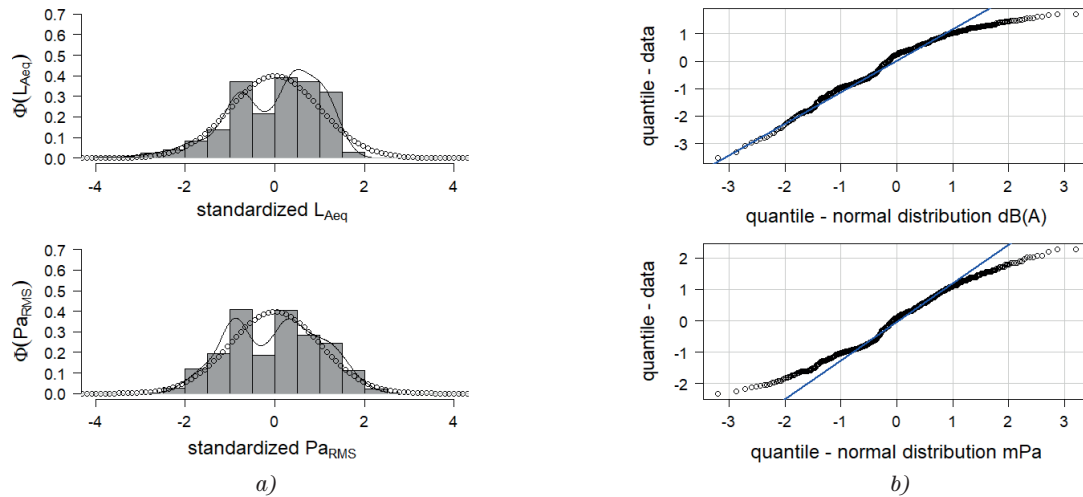 0.7
0.6
0.5
0.4
0.3
0.2
0.1
0.0
Φ(L_Aeq)
-4 -2 0 2 4
standardized L_Aeq
0.7
0.6
0.5
0.4
0.3
0.2
0.1
0.0
Φ(Pa_RMS)
-4 -2 0 2 4
standardized Pa_RMS
a)
1
0
-1
-2
-3
quantile - data
-3 -2 -1 0 1 2 3
quantile - normal distribution dB(A)
2
1
0
-1
-2
quantile - data
-3 -2 -1 0 1 2 3
quantile - normal distribution mPa
b)